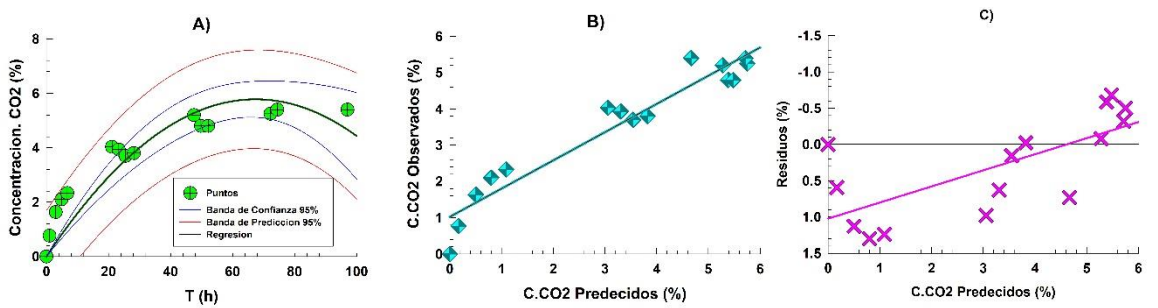 A)
Concentracion. CO2 (%)
8
6
4
2
0
Puntos
Banda de Confianza 95%
Banda de Prediccion 95%
Regresion
0 20 40 60 80 100
T (h)
B)
C.CO2 Observados (%)
6
5
4
3
2
1
0
0 1 2 3 4 5 6
C.CO2 Predecidos (%)
C)
Residuos (%)
-1.5
-1.0
-0.5
0.0
0.5
1.0
1.5
0 1 2 3 4 5 6
C.CO2 Predecidos (%)